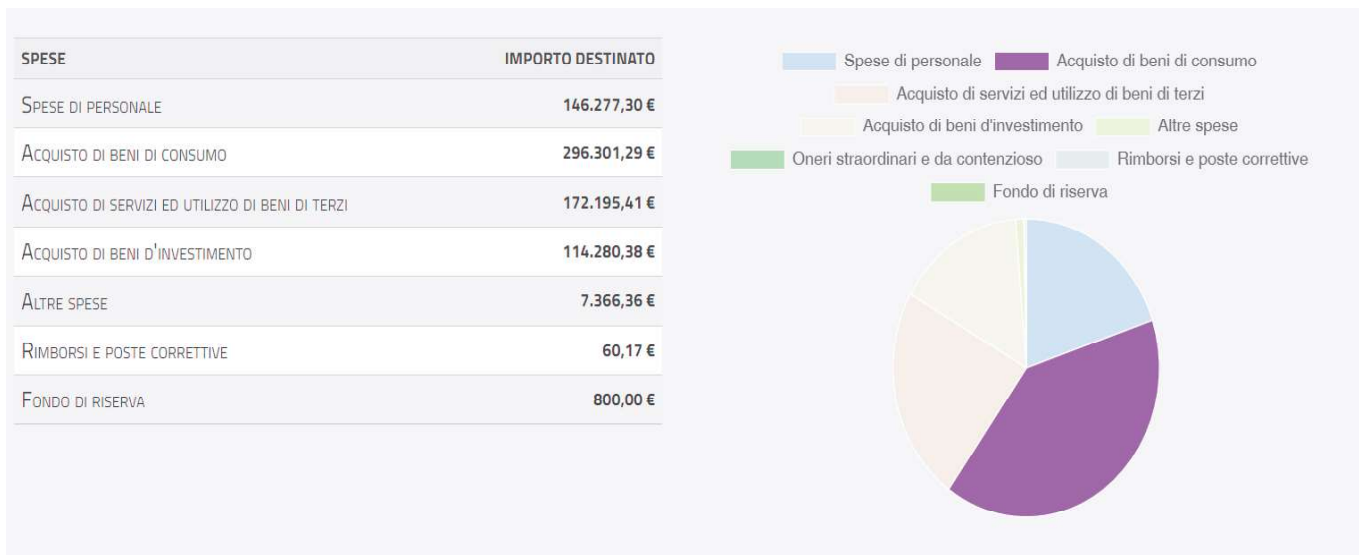 SPESE IMPORTO DESTINATO
SPESE DI PERSONALE 146.277,30 €
ACQUISTO DI BENI DI CONSUMO 296.301,29 €
ACQUISTO DI SERVIZI ED UTILIZZO DI BENI DI TERZI 172.195,41 €
ACQUISTO DI BENI D'INVESTIMENTO 114.280,38 €
ALTRE SPESE 7.366,36 €
RIMBORSI E POSTE CORRETTIVE 60,17 €
FONDO DI RISERVA 800,00 €
Spese di personale Acquisto di beni di consumo
Acquisto di servizi ed utilizzo di beni di terzi
Acquisto di beni d'investimento Altre spese
Oneri straordinari e da contenzioso Rimborsi e poste correttive
Fondo di riserva